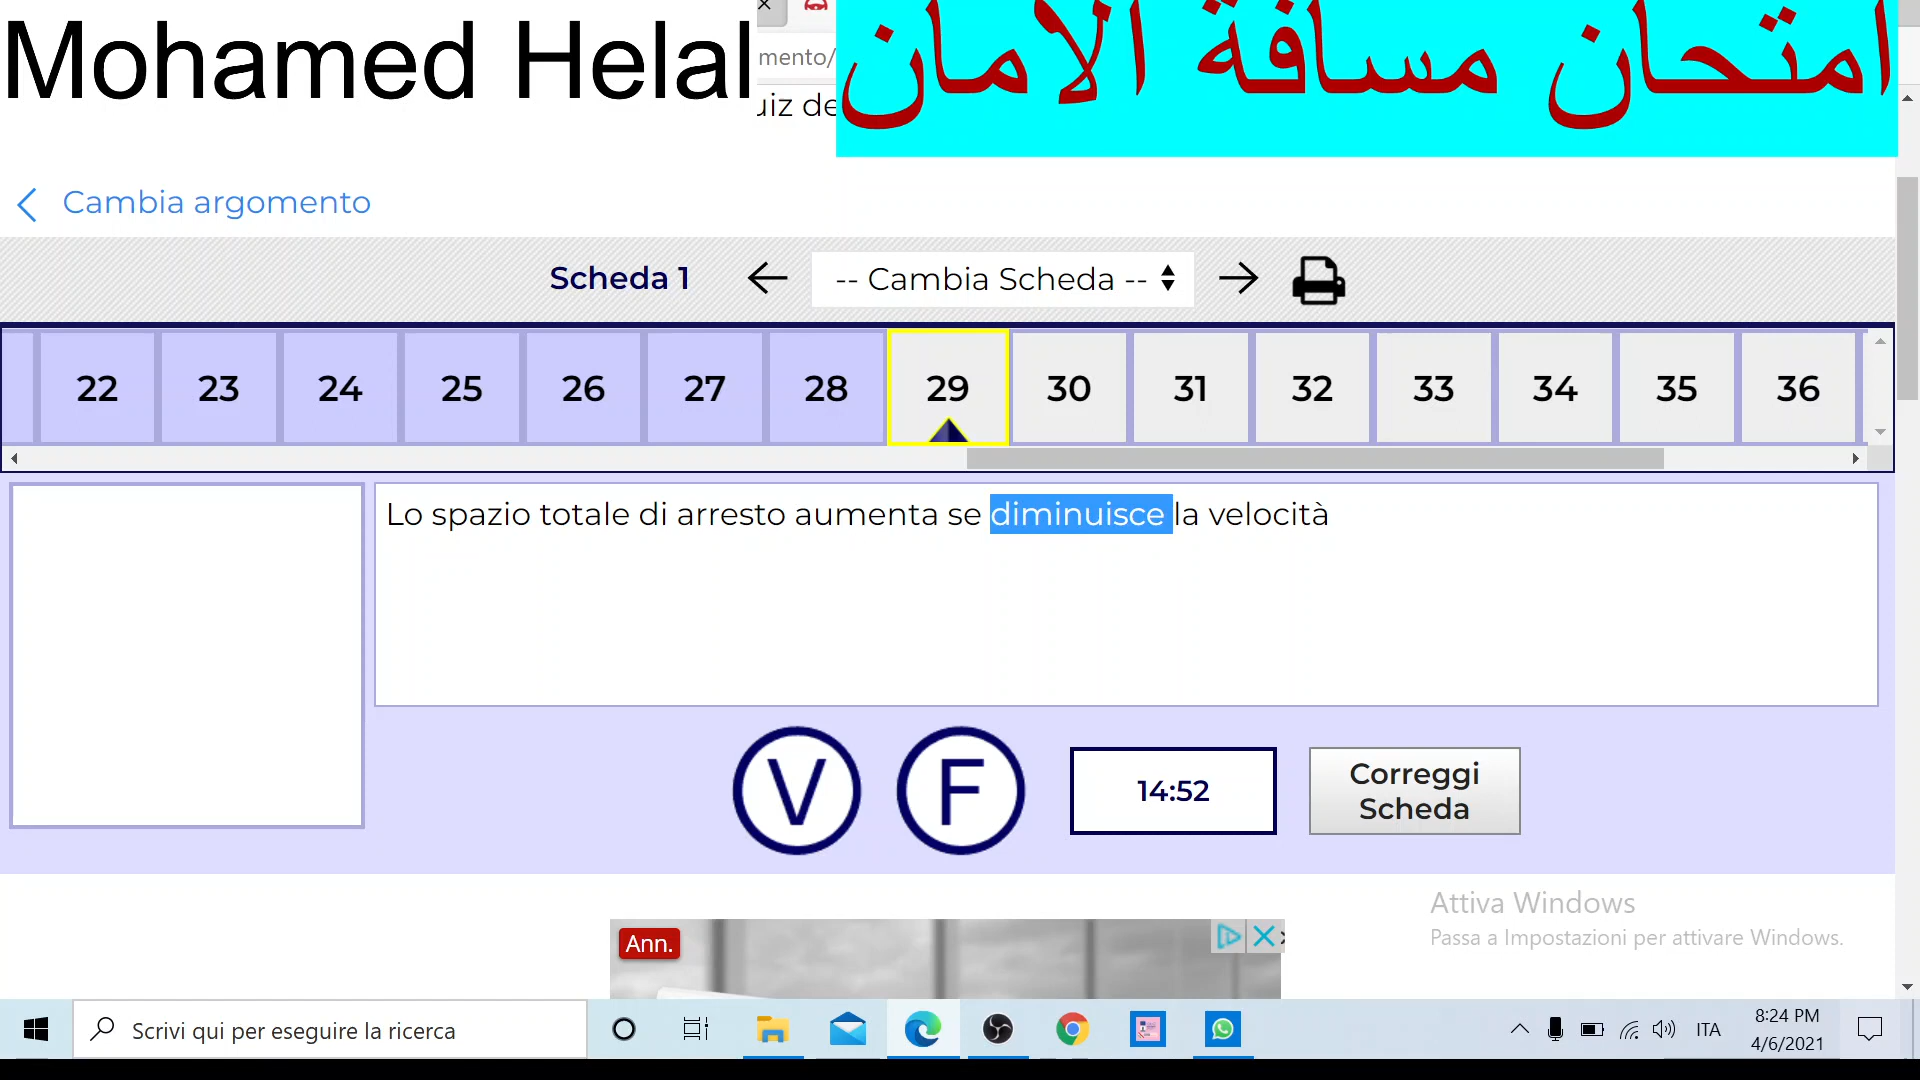 Mohamed Helal
امتحان مسافة الامان
mento/
uiz de
Cambia argomento
Scheda 1
-- Cambia Scheda --
22 23 24 25 26 27 28 29 30 31 32 33 34 35 36
Lo spazio totale di arresto aumenta se diminuisce la velocità
V F 14:52 Correggi
Scheda
Attiva Windows
Passa a Impostazioni per attivare Windows.
Ann.
Scrivi qui per eseguire la ricerca
ITA
8:24 PM
4/6/2021